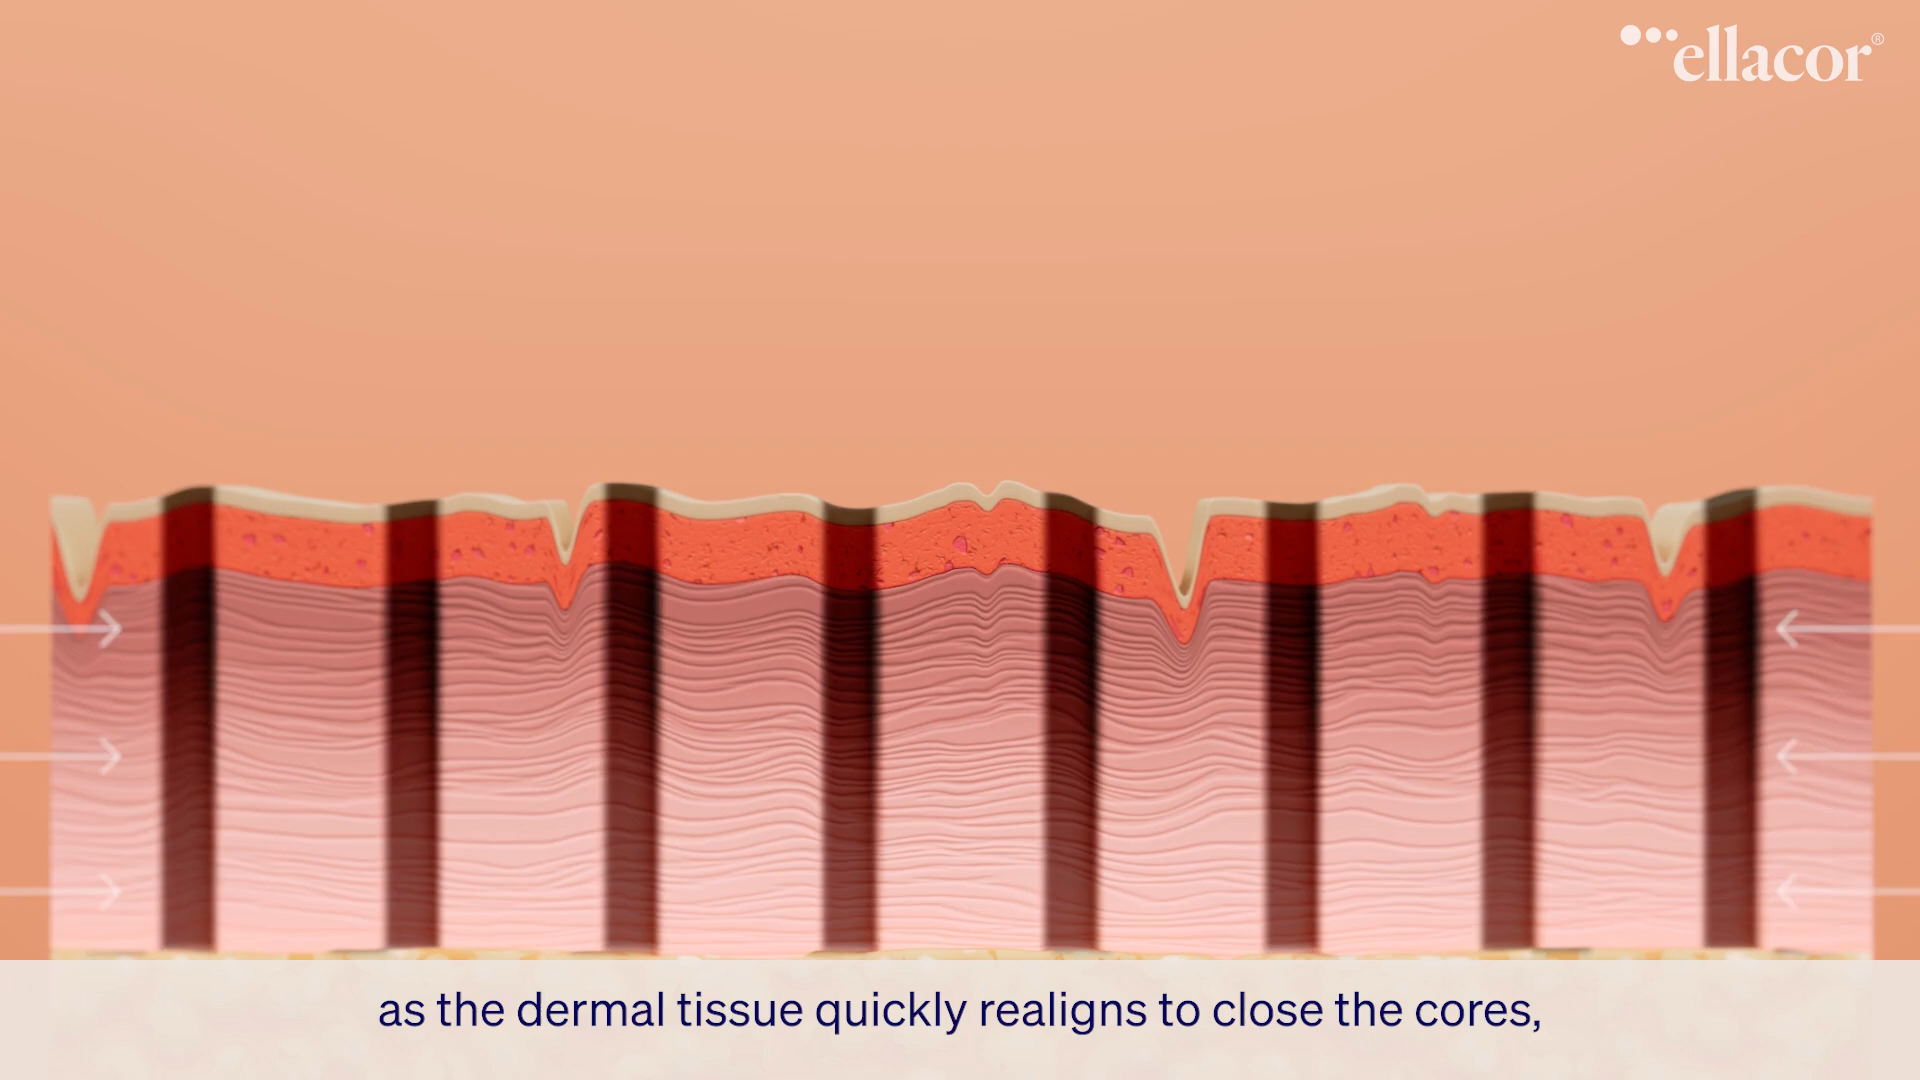 ellacor®
as the dermal tissue quickly realigns to close the cores,